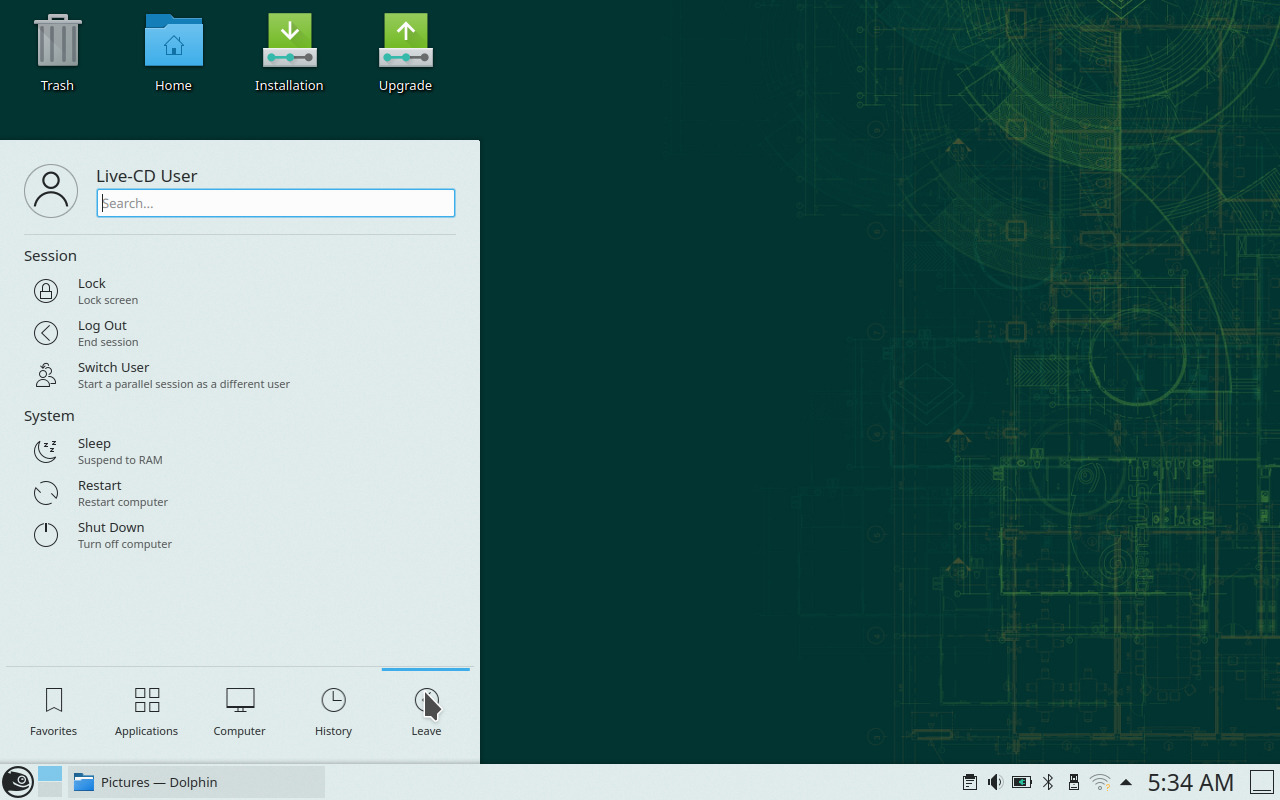 Trash
Home
Installation
Upgrade
Live-CD User
Search...
Session
Lock
Lock screen
Log Out
End session
Switch User
Start a parallel session as a different user
System
Sleep
Suspend to RAM
Restart
Restart computer
Shut Down
Turn off computer
Favorites
Applications
Computer
History
Leave
Pictures — Dolphin
5:34 AM